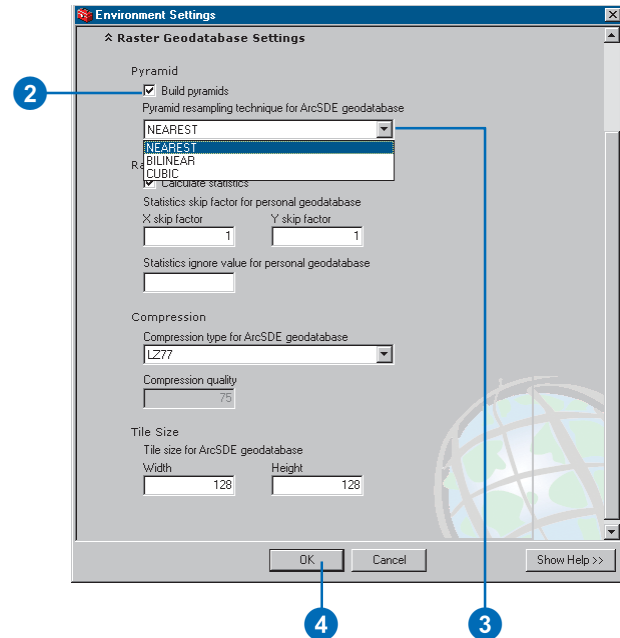 Environment Settings
Raster Geodatabase Settings
Pyramid
Build pyramids
2
Pyramid resampling technique for ArcSDE geodatabase
NEAREST
NEAREST
BILINEAR
CUBIC
3
Calculate statistics
Statistics skip factor for personal geodatabase
X skip factor Y skip factor
1 1
Statistics ignore value for personal geodatabase
Compression
Compression type for ArcSDE geodatabase
LZ77
Compression quality
75
Tile Size
Tile size for ArcSDE geodatabase
Width Height
128 128
OK Cancel Show Help >>
4